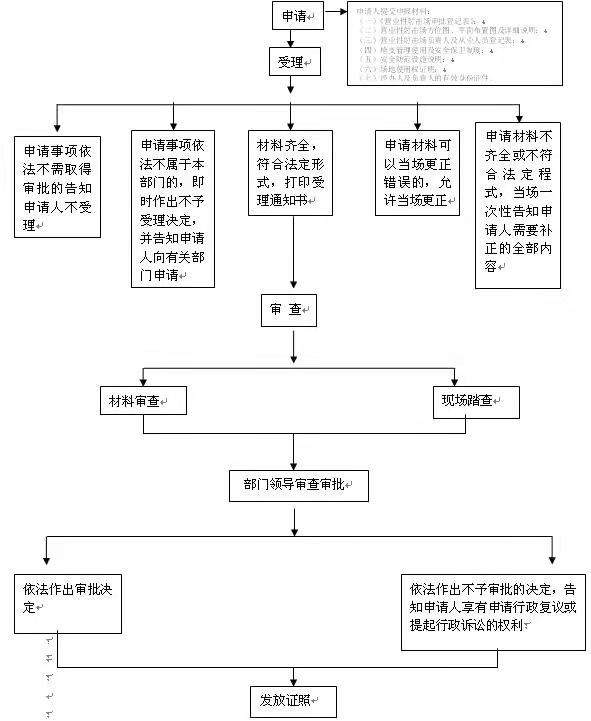 申请
申请人提交申报材料:
(一)《营业性射击场审批登记表》;
(二)营业性射击场方位图、平面布置图及详细说明;
(三)营业性射击场负责人及从业人员登记表;
(四)枪支管理使用及安全保卫制度;
(五)安全防范设施说明;
(六)场地使用权证明;
(七)经办人及负责人的有效身份证件。
受理
申请事项依
法不需取得
审批的告知
申请人不受
理
申请事项依
法不属于本
部门的,即
时作出不予
受理决定,
并告知申请
人向有关部
门申请
材料齐全,
符合法定形
式,打印受
理通知书
申请材料可
以当场更正
错误的,允
许当场更正
申请材料不
齐全或不符
合法定程
式,当场一
次性告知申
请人需要补
正的全部内
容
审 查
材料审查
现场踏查
部门领导审查审批
依法作出审批决
定
依法作出不予审批的决定,告
知申请人享有申请行政复议或
提起行政诉讼的权利
发放证照